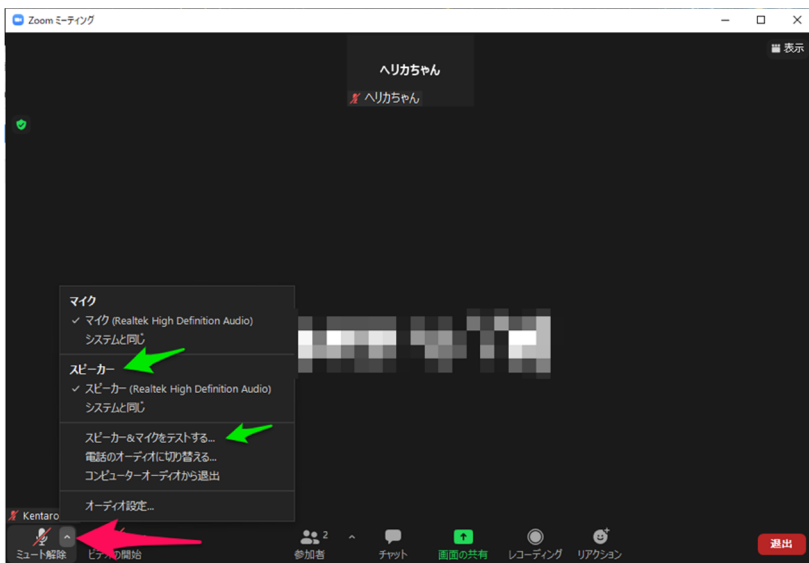 Zoom ミーティング
表示
ヘリカちゃん
ヘリカちゃん
マイク
✓ マイク (Realtek High Definition Audio)
システムと同じ
スピーカー
✓ スピーカー (Realtek High Definition Audio)
システムと同じ
スピーカー&マイクをテストする...
電話のオーディオに切り替える...
コンピューターオーディオから退出
オーディオ設定...
Kentaro
ミュート解除
ビデオの開始
参加者 2
チャット
画面の共有
レコーディング
リアクション
退出